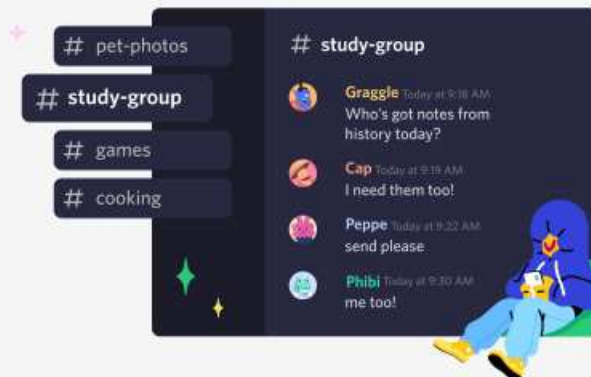 # pet-photos
# study-group
# games
# cooking
# study-group
Graggle Today at 9:18 AM
Who's got notes from
history today?
Cap Today at 9:19 AM
I need them too!
Peppe Today at 9:22 AM
send please
Phibi Today at 9:30 AM
me too!